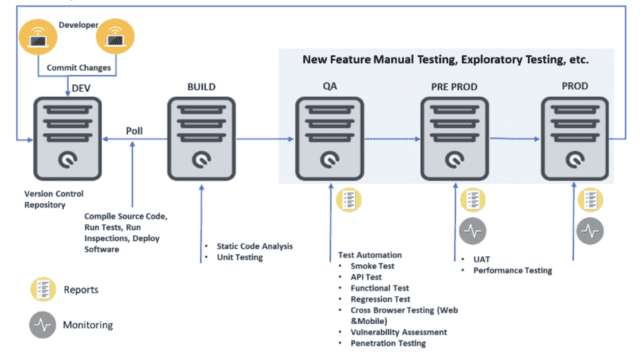 Developer
Commit Changes
New Feature Manual Testing, Exploratory Testing, etc.
DEV
BUILD
QA
PRE PROD
PROD
Poll
Version Control
Repository
Compile Source Code,
Run Tests, Run
Inspections, Deploy
Software
• Static Code Analysis
• Unit Testing
Test Automation
• Smoke Test
• API Test
• Functional Test
• Regression Test
• Cross Browser Testing (Web
&Mobile)
• Vulnerability Assessment
• Penetration Testing
• UAT
• Performance Testing
Reports
Monitoring